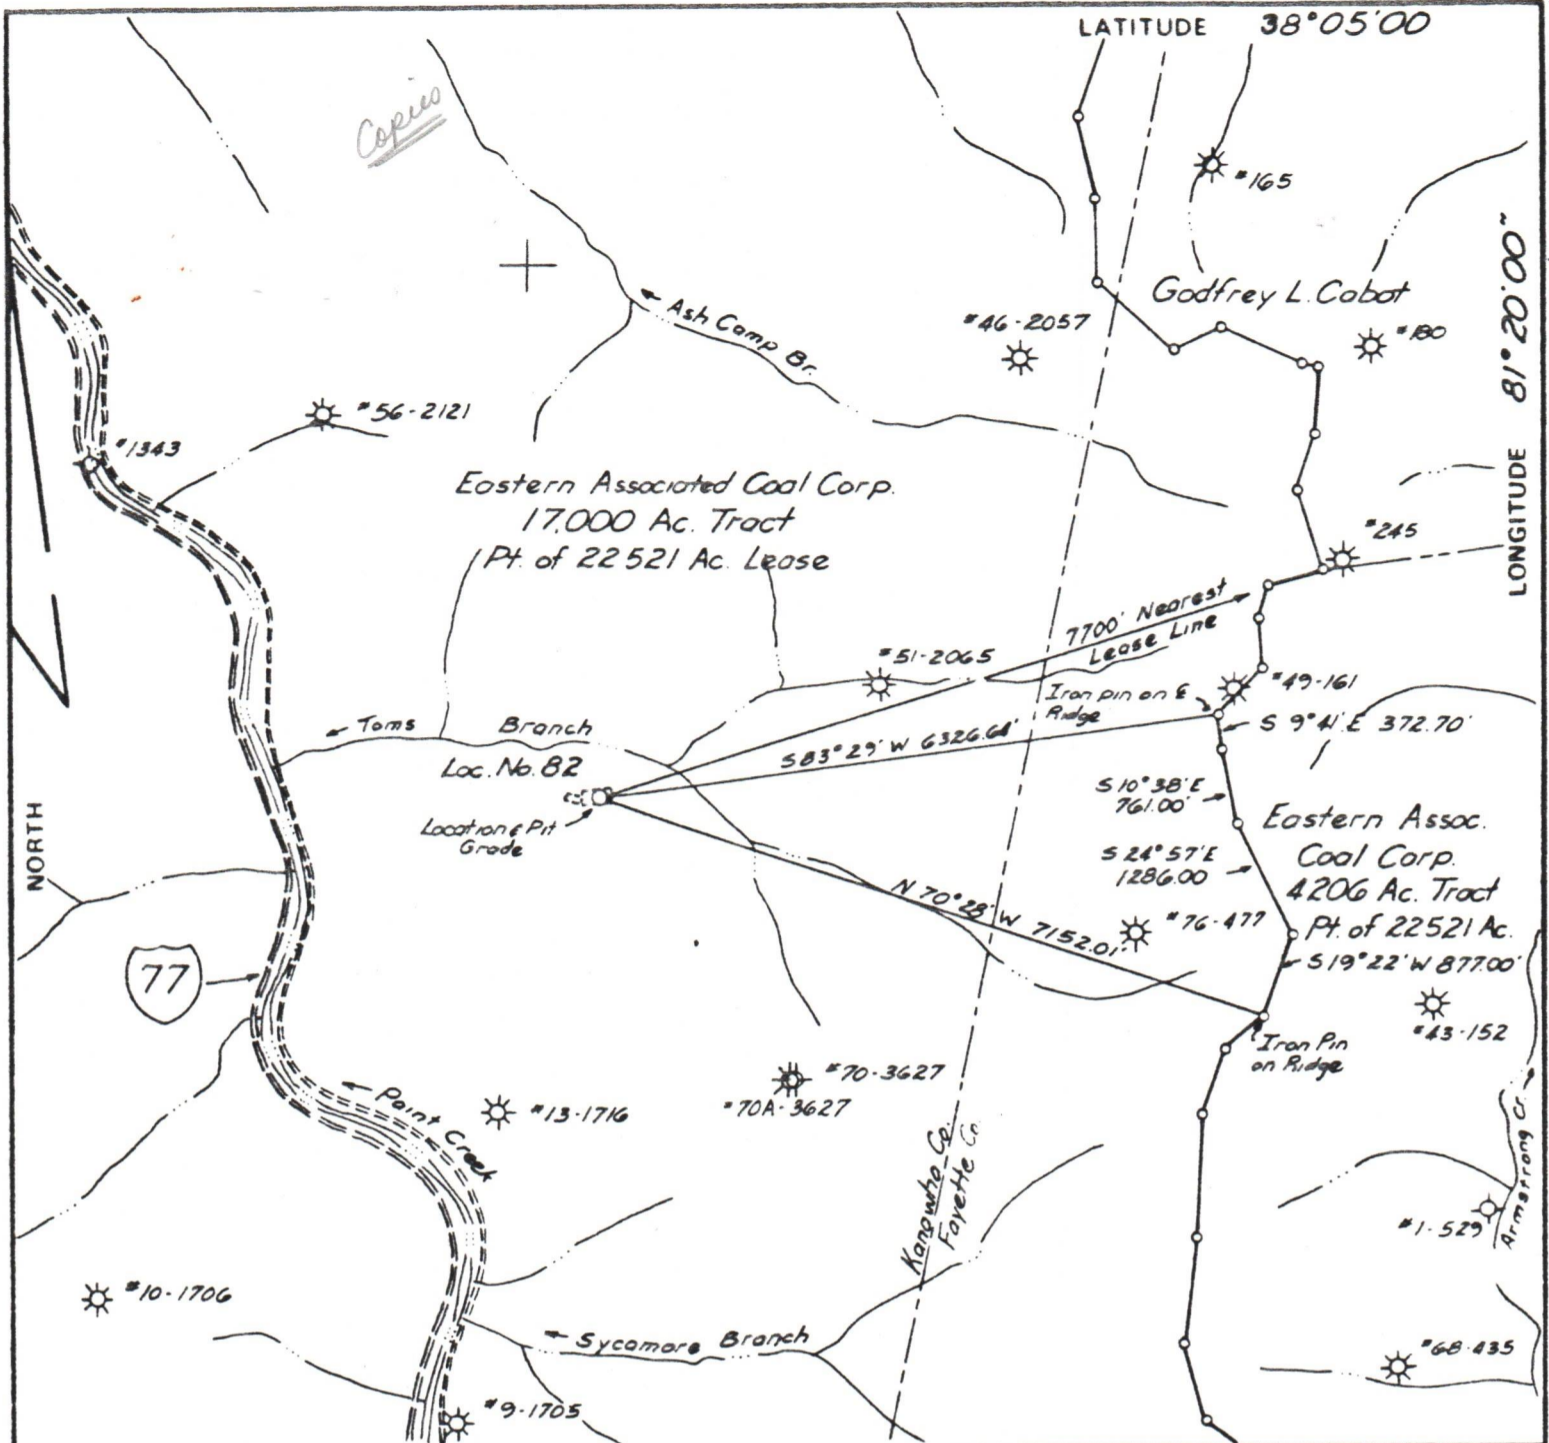 LATITUDE 38°05'00
Copies
#165
Godfrey L. Cabot
LONGITUDE 81° 20' 00"
Ash Camp Br.
#46-2057
#180
#56-2121
#1343
Eastern Associated Coal Corp.
17,000 Ac. Tract
Pt. of 22521 Ac. Lease
#245
7700' Nearest
Lease Line
#51-2065
#49-161
Iron pin on ⅊
Ridge
Toms Branch
S 83° 29' W 6326.61'
S 9° 41' E 372.70'
Loc. No. 82
Location & Pit
Grade
S 10° 38' E
761.00'
Eastern Assoc.
Coal Corp.
4206 Ac. Tract
Pt. of 22521 Ac.
S 24° 57' E
1286.00
NORTH
N 70° 28' W 7152.01'
#76-477
S 19° 22' W 877.00'
77
#43-152
Iron Pin
on Ridge
#70-3627
#70A-3627
Paint Creek
#13-1716
Kanawha Co.
Fayette Co.
Armstrong Cr.
#1-529
#10-1706
Sycamore Branch
#68-435
#9-1705